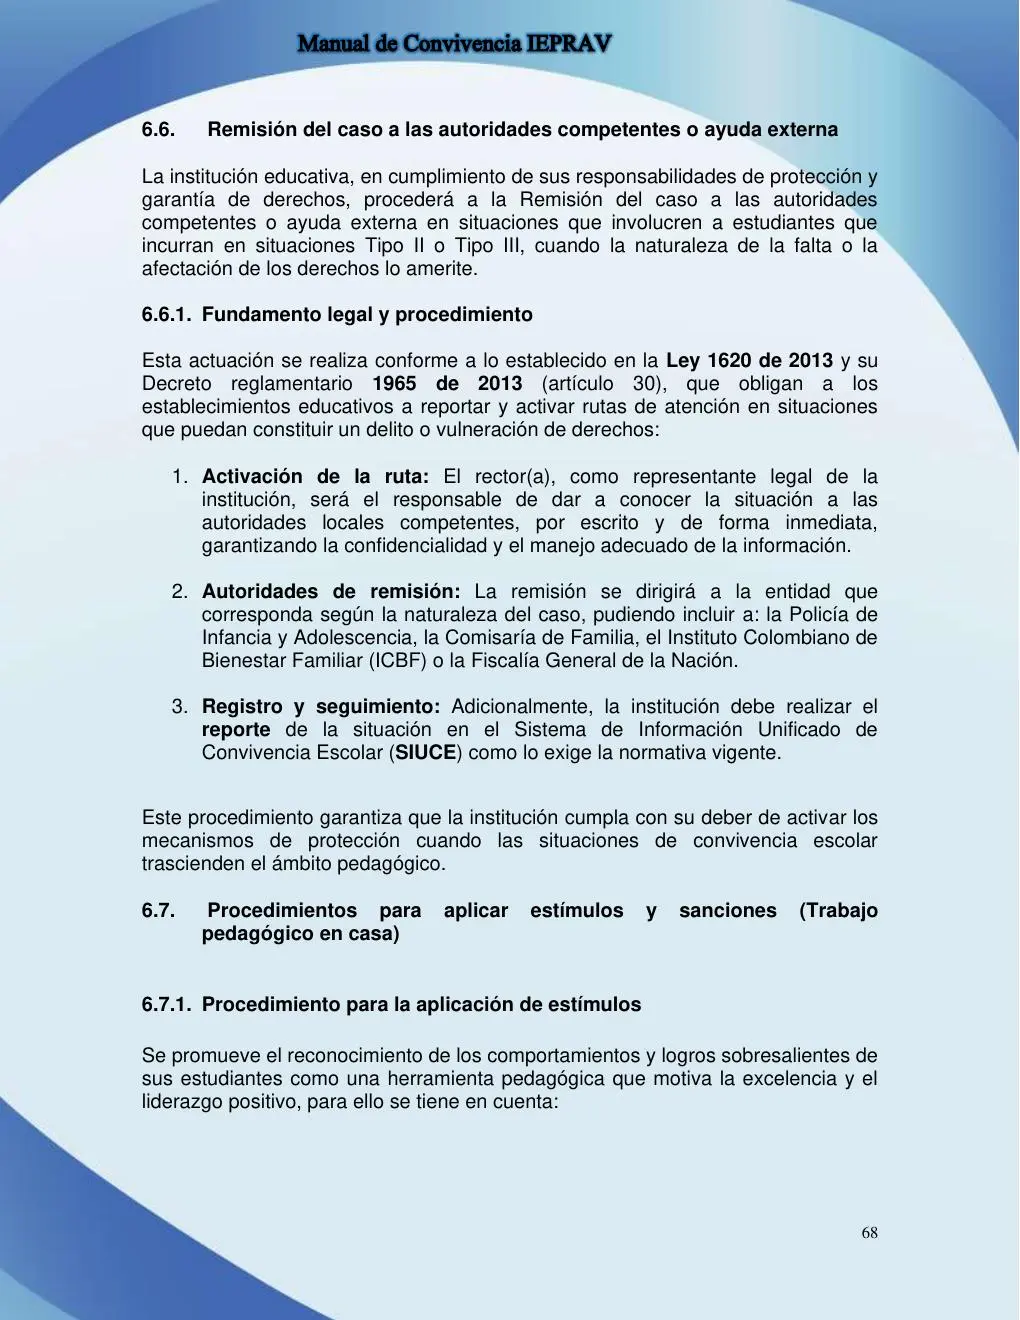 Manual de Convivencia IEPRAV
6.6. Remisión del caso a las autoridades competentes o ayuda externa
La institución educativa, en cumplimiento de sus responsabilidades de protección y
garantía de derechos, procederá a la Remisión del caso a las autoridades
competentes o ayuda externa en situaciones que involucren a estudiantes que
incurran en situaciones Tipo II o Tipo III, cuando la naturaleza de la falta o la
afectación de los derechos lo amerite.
6.6.1. Fundamento legal y procedimiento
Esta actuación se realiza conforme a lo establecido en la Ley 1620 de 2013 y su
Decreto reglamentario 1965 de 2013 (artículo 30), que obligan a los
establecimientos educativos a reportar y activar rutas de atención en situaciones
que puedan constituir un delito o vulneración de derechos:
1. Activación de la ruta: El rector(a), como representante legal de la
institución, será el responsable de dar a conocer la situación a las
autoridades locales competentes, por escrito y de forma inmediata,
garantizando la confidencialidad y el manejo adecuado de la información.
2. Autoridades de remisión: La remisión se dirigirá a la entidad que
corresponda según la naturaleza del caso, pudiendo incluir a: la Policía de
Infancia y Adolescencia, la Comisaría de Familia, el Instituto Colombiano de
Bienestar Familiar (ICBF) o la Fiscalía General de la Nación.
3. Registro y seguimiento: Adicionalmente, la institución debe realizar el
reporte de la situación en el Sistema de Información Unificado de
Convivencia Escolar (SIUCE) como lo exige la normativa vigente.
Este procedimiento garantiza que la institución cumpla con su deber de activar los
mecanismos de protección cuando las situaciones de convivencia escolar
trascienden el ámbito pedagógico.
6.7. Procedimientos para aplicar estímulos y sanciones (Trabajo
pedagógico en casa)
6.7.1. Procedimiento para la aplicación de estímulos
Se promueve el reconocimiento de los comportamientos y logros sobresalientes de
sus estudiantes como una herramienta pedagógica que motiva la excelencia y el
liderazgo positivo, para ello se tiene en cuenta:
68